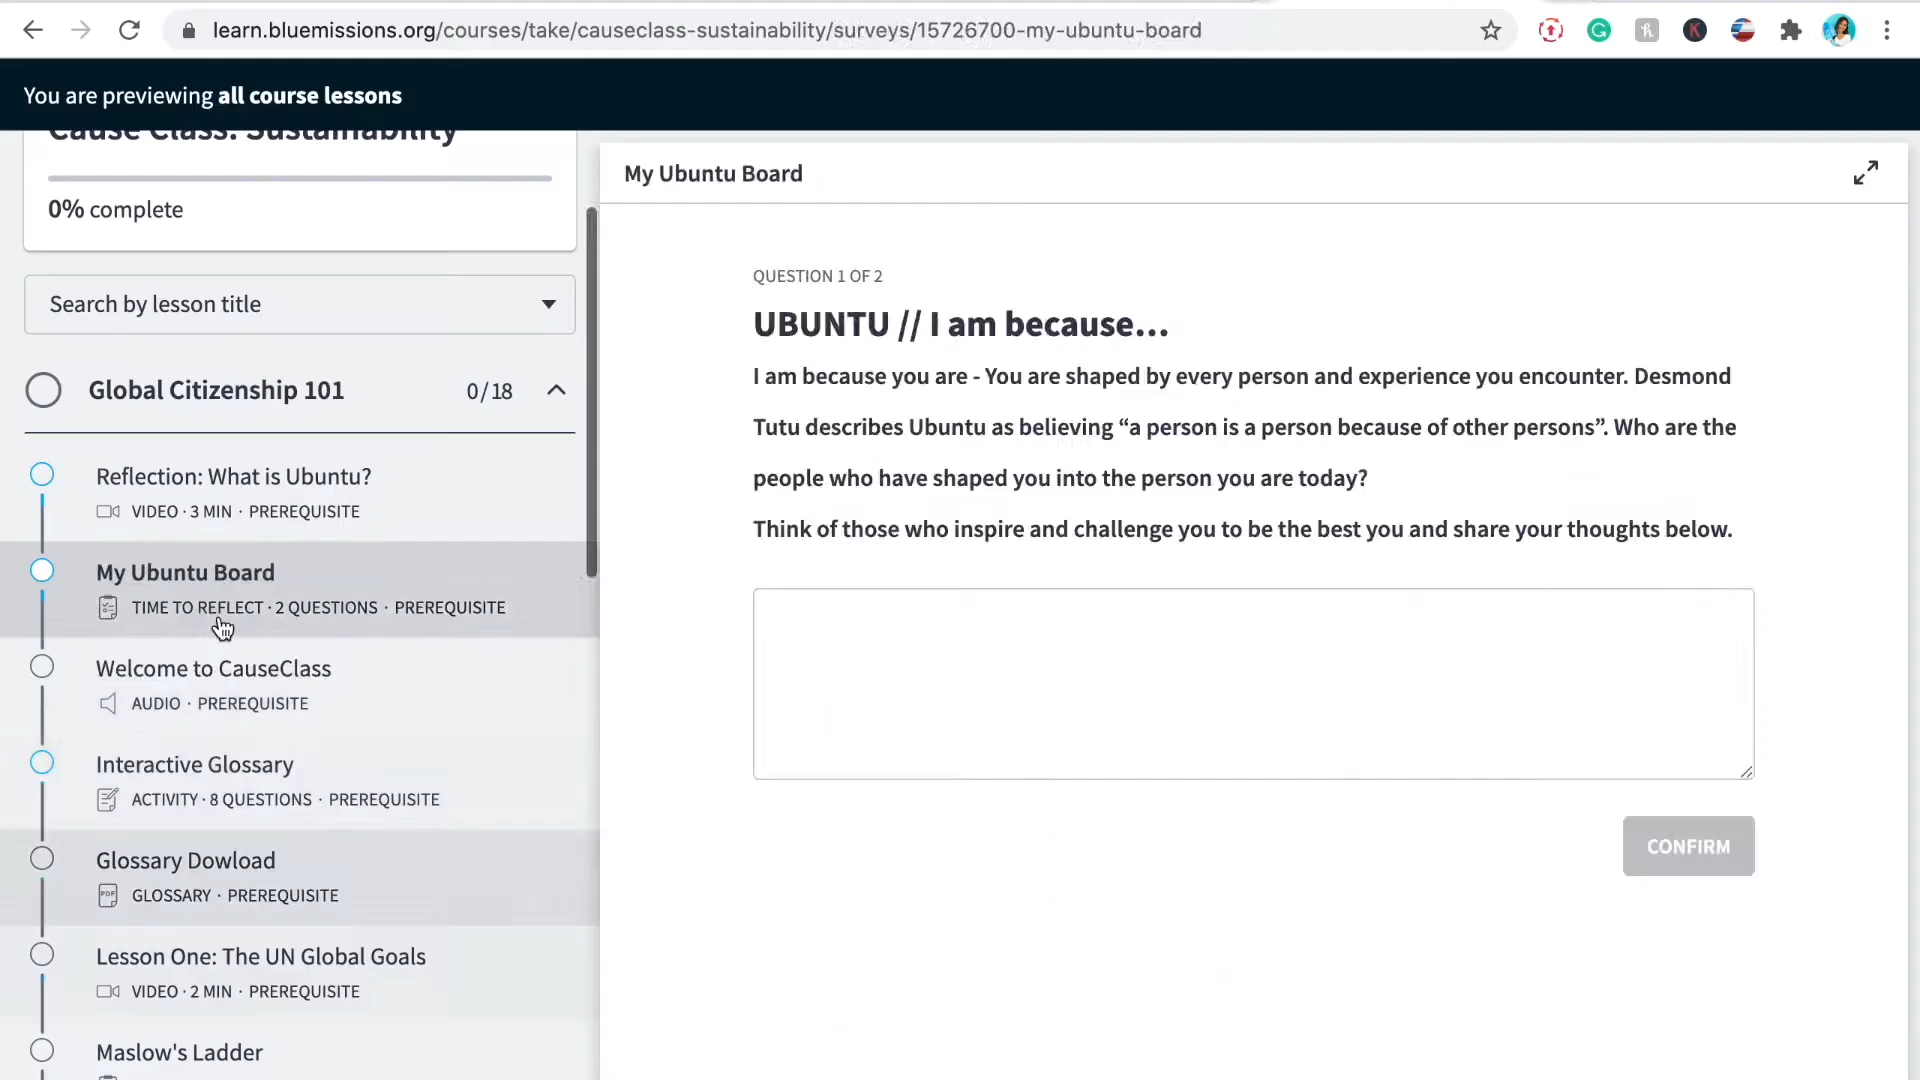 learn.bluemissions.org/courses/take/causeclass-sustainability/surveys/15726700-my-ubuntu-board
You are previewing all course lessons
Cause Class: Sustainability
0% complete
Search by lesson title
Global Citizenship 101 0/18
Reflection: What is Ubuntu?
VIDEO · 3 MIN · PREREQUISITE
My Ubuntu Board
TIME TO REFLECT · 2 QUESTIONS · PREREQUISITE
Welcome to CauseClass
AUDIO · PREREQUISITE
Interactive Glossary
ACTIVITY · 8 QUESTIONS · PREREQUISITE
Glossary Dowload
PDF
GLOSSARY · PREREQUISITE
Lesson One: The UN Global Goals
VIDEO · 2 MIN · PREREQUISITE
Maslow's Ladder
My Ubuntu Board
QUESTION 1 OF 2
UBUNTU // I am because...
I am because you are - You are shaped by every person and experience you encounter. Desmond
Tutu describes Ubuntu as believing “a person is a person because of other persons”. Who are the
people who have shaped you into the person you are today?
Think of those who inspire and challenge you to be the best you and share your thoughts below.
CONFIRM